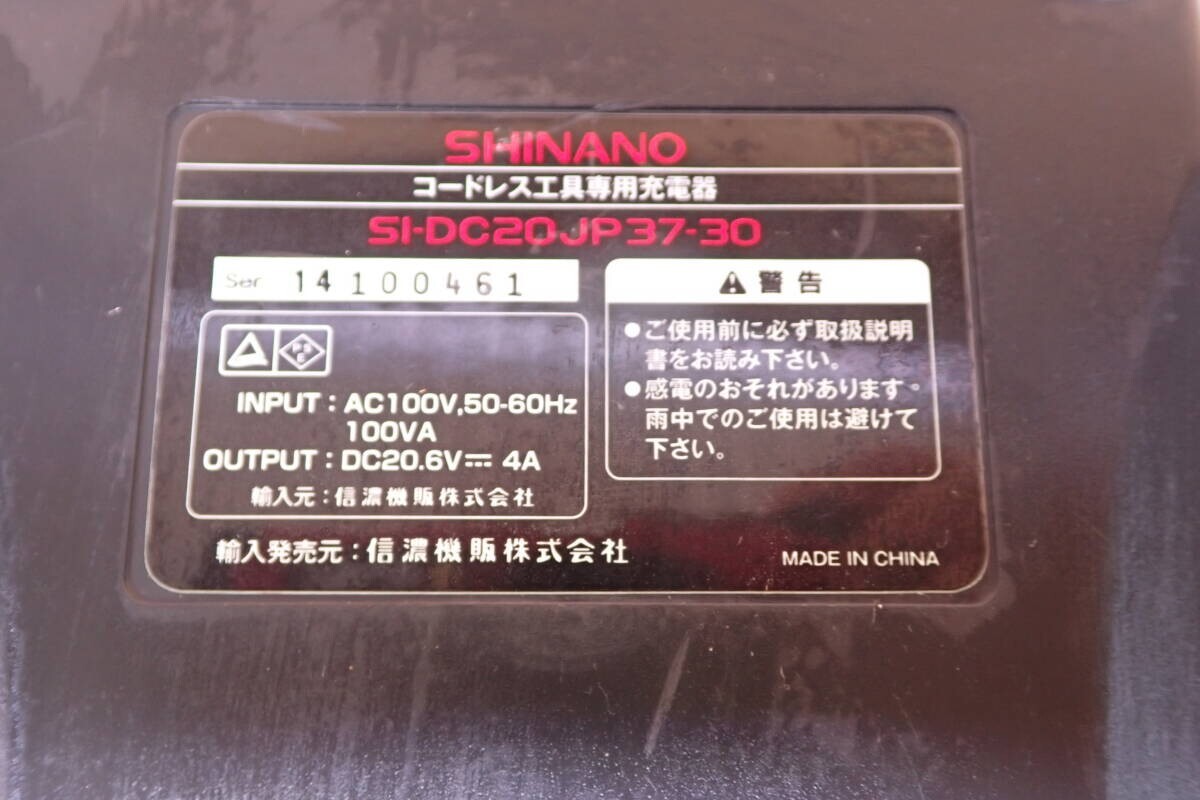 SHINANO
コードレス工具専用充電器
SI-DC20JP37-30
Ser 14 100461
PS
E
INPUT : AC100V,50-60Hz
100VA
OUTPUT : DC20.6V⎓ 4A
輸入元：信濃機販株式会社
⚠ 警告
●ご使用前に必ず取扱説明
書をお読み下さい。
●感電のおそれがあります。
雨中でのご使用は避けて
下さい。
輸入発売元：信濃機販株式会社
MADE IN CHINA